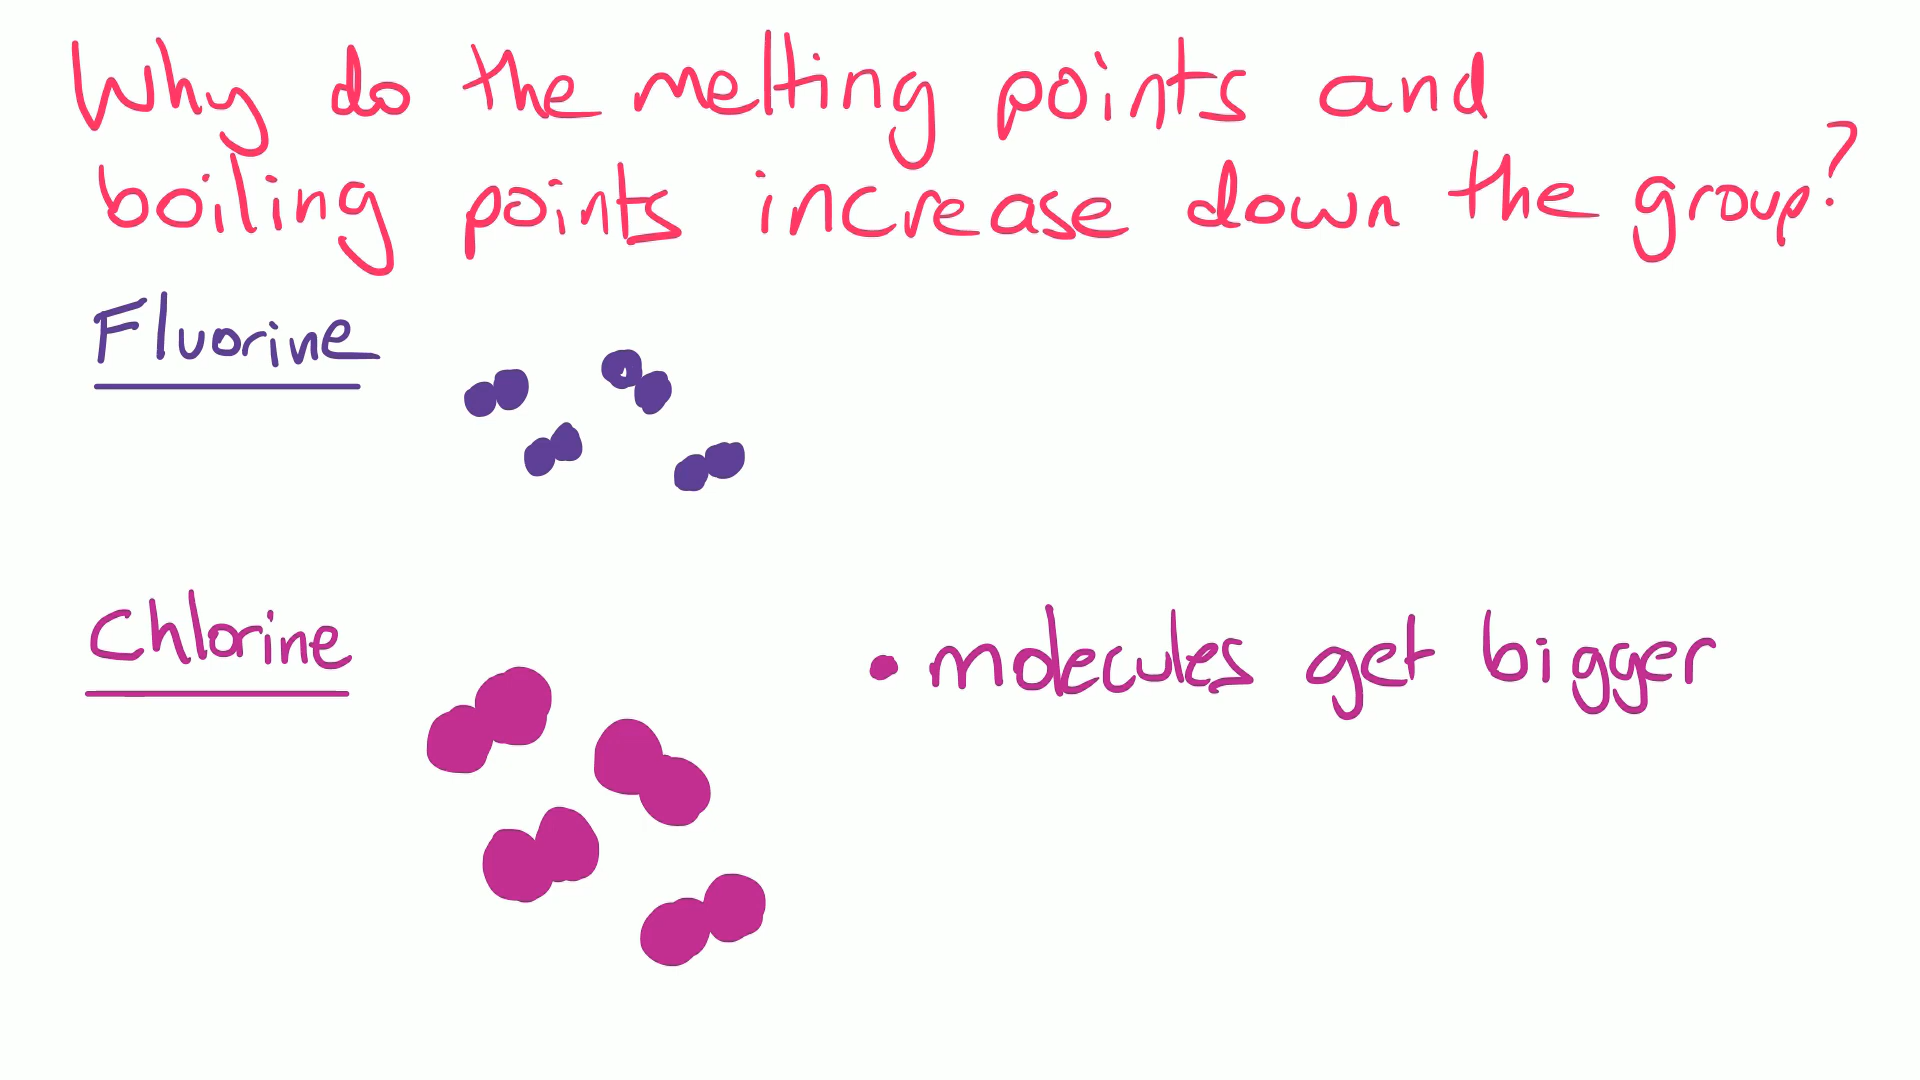 Why do the melting points and
boiling points increase down the group?
Fluorine
Chlorine
• molecules get bigger